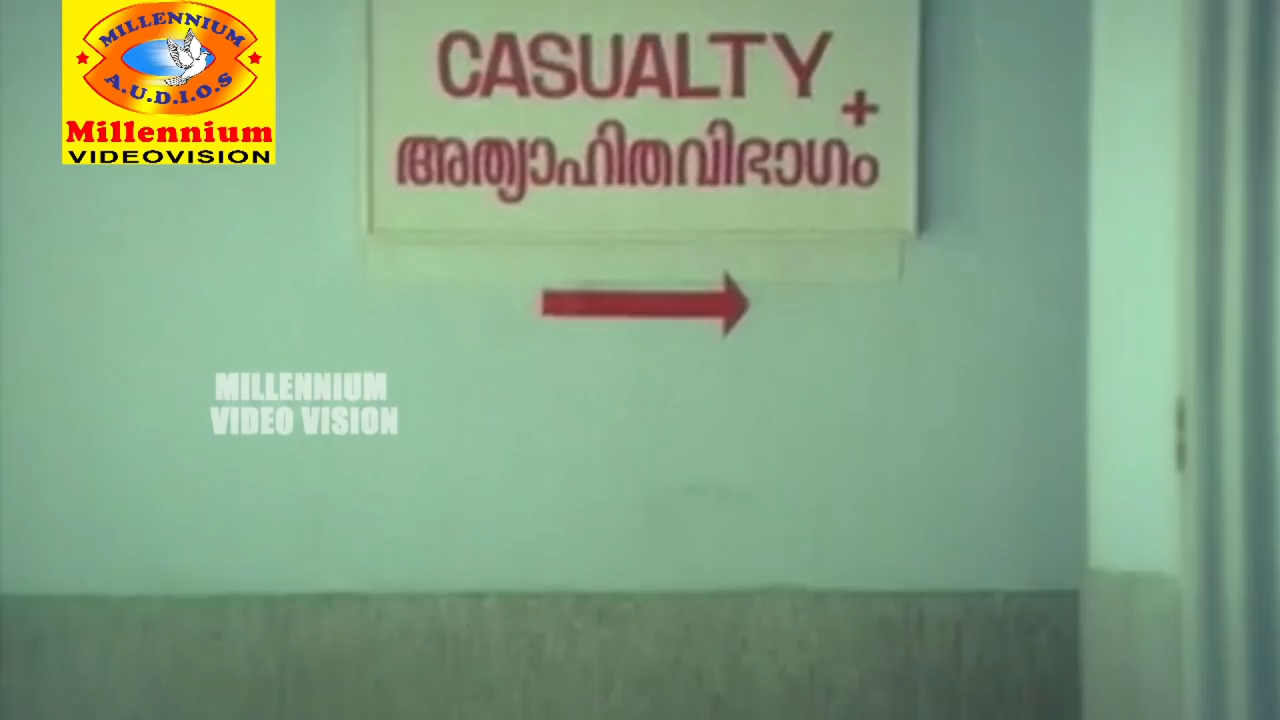 MILLENNIUM
A.U.D.I.O.S
Millennium
VIDEOVISION
CASUALTY
+
അത്യാഹിതവിഭാഗം
MILLENNIUM
VIDEO VISION